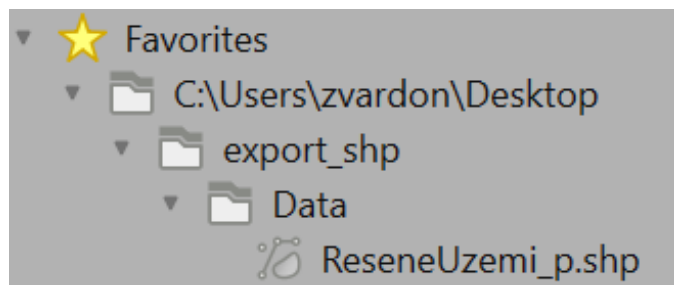 Favorites
C:\Users\zvardon\Desktop
export_shp
Data
ReseneUzemi_p.shp